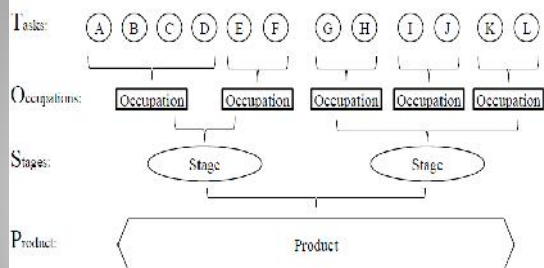 Tasks: A B C D E F G H I J K L
Occupations: Occupation Occupation Occupation Occupation Occupation
Stages: Stage Stage
Product: Product